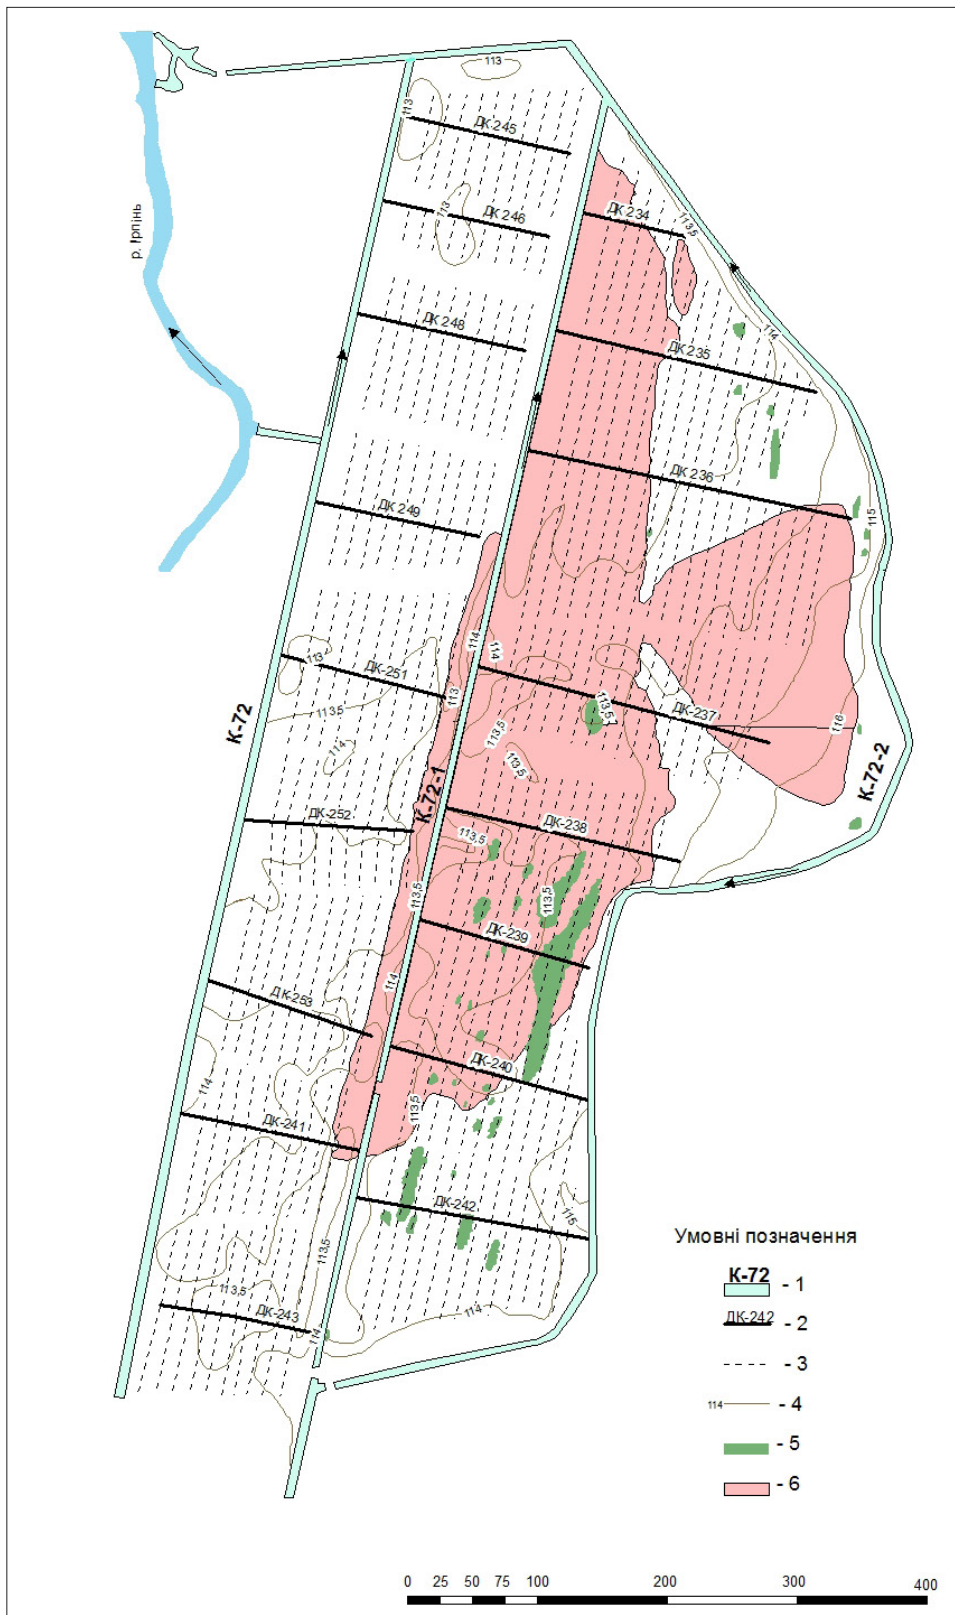 113
113
ДК-245
р. Ірпінь
113
ДК 246
ДК 234
113,5
ДК 248
114
ДК 235
ДК 236
ДК 249
115
114
114
113
ДК-251
113
113,5
113,5
ДК-237
К-72
113,5
116
114
113,5
К-72-1
К-72-2
ДК-252
ДК-238
113,5
113,5
113,5
ДК-239
114
ДК-253
ДК-240
114
113,5
ДК-241
ДК-242
115
113,5
Умовні позначення
113,5
К-72
- 1
ДК-243
114
114
ДК-242
- 2
- 3
114
- 4
- 5
- 6
0 25 50 75 100 200 300 400